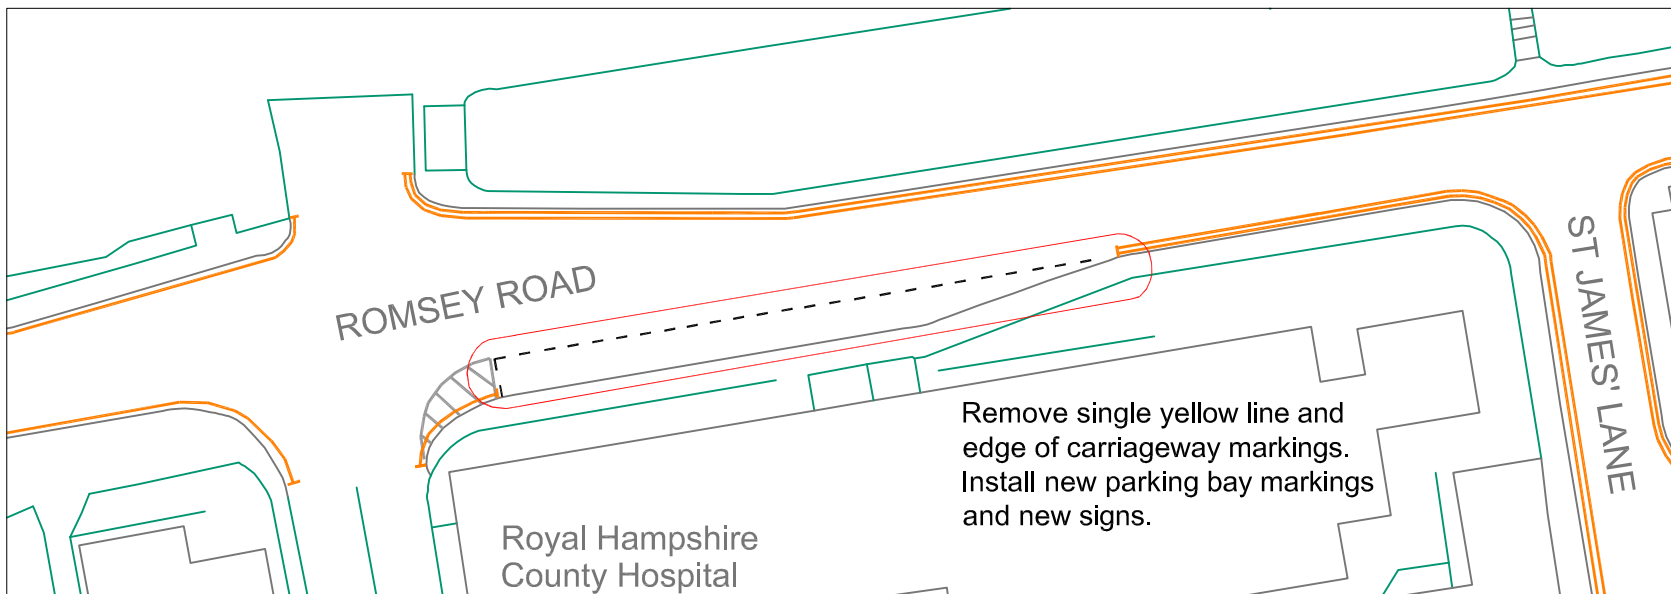 ROMSEY ROAD
ST JAMES' LANE
Remove single yellow line and
edge of carriageway markings.
Install new parking bay markings
and new signs.
Royal Hampshire
County Hospital